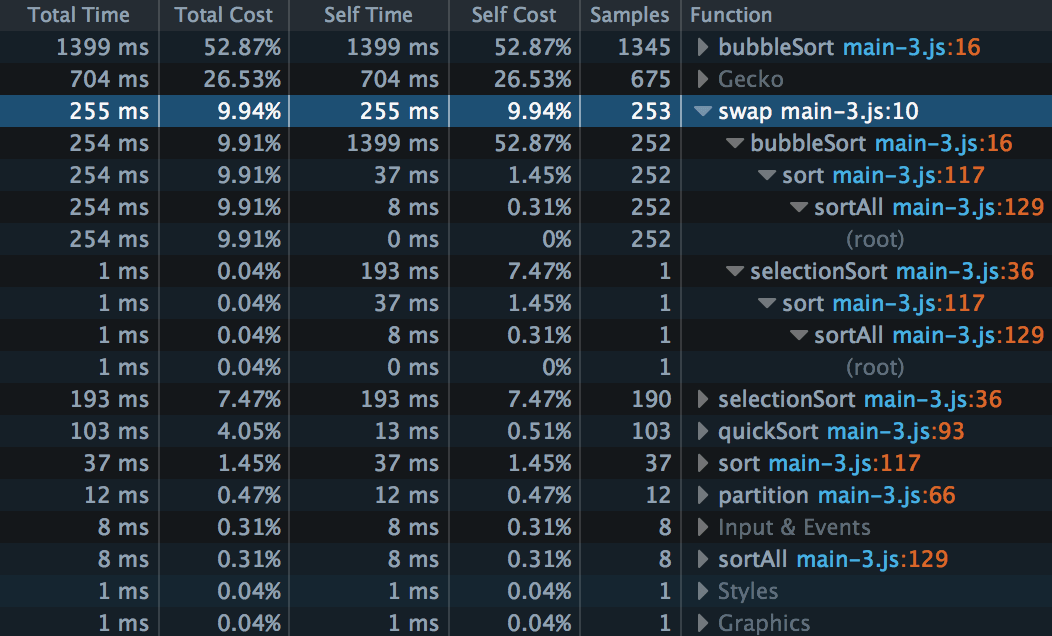 Total Time Total Cost Self Time Self Cost Samples Function
1399 ms 52.87% 1399 ms 52.87% 1345 bubbleSort main-3.js:16
704 ms 26.53% 704 ms 26.53% 675 Gecko
255 ms 9.94% 255 ms 9.94% 253 swap main-3.js:10
254 ms 9.91% 1399 ms 52.87% 252 bubbleSort main-3.js:16
254 ms 9.91% 37 ms 1.45% 252 sort main-3.js:117
254 ms 9.91% 8 ms 0.31% 252 sortAll main-3.js:129
254 ms 9.91% 0 ms 0% 252 (root)
1 ms 0.04% 193 ms 7.47% 1 selectionSort main-3.js:36
1 ms 0.04% 37 ms 1.45% 1 sort main-3.js:117
1 ms 0.04% 8 ms 0.31% 1 sortAll main-3.js:129
1 ms 0.04% 0 ms 0% 1 (root)
193 ms 7.47% 193 ms 7.47% 190 selectionSort main-3.js:36
103 ms 4.05% 13 ms 0.51% 103 quickSort main-3.js:93
37 ms 1.45% 37 ms 1.45% 37 sort main-3.js:117
12 ms 0.47% 12 ms 0.47% 12 partition main-3.js:66
8 ms 0.31% 8 ms 0.31% 8 Input & Events
8 ms 0.31% 8 ms 0.31% 8 sortAll main-3.js:129
1 ms 0.04% 1 ms 0.04% 1 Styles
1 ms 0.04% 1 ms 0.04% 1 Graphics